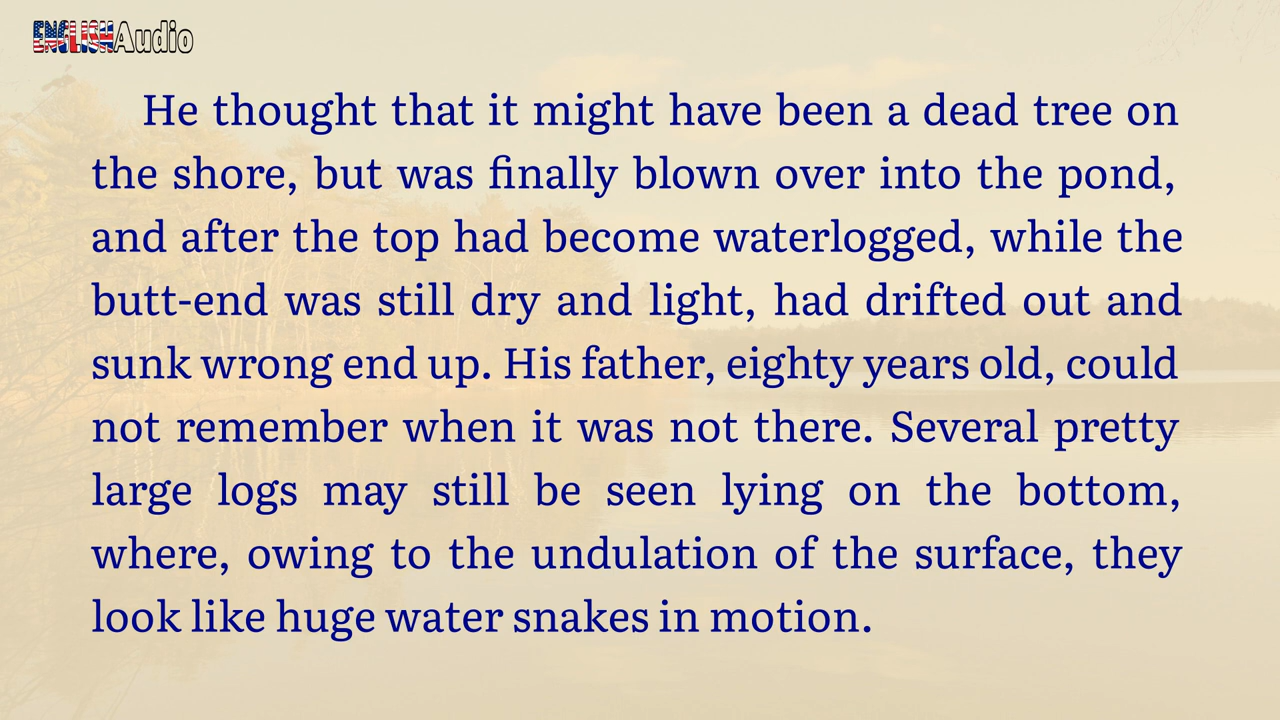 ENGLISHAudio
He thought that it might have been a dead tree on
the shore, but was finally blown over into the pond,
and after the top had become waterlogged, while the
butt-end was still dry and light, had drifted out and
sunk wrong end up. His father, eighty years old, could
not remember when it was not there. Several pretty
large logs may still be seen lying on the bottom,
where, owing to the undulation of the surface, they
look like huge water snakes in motion.